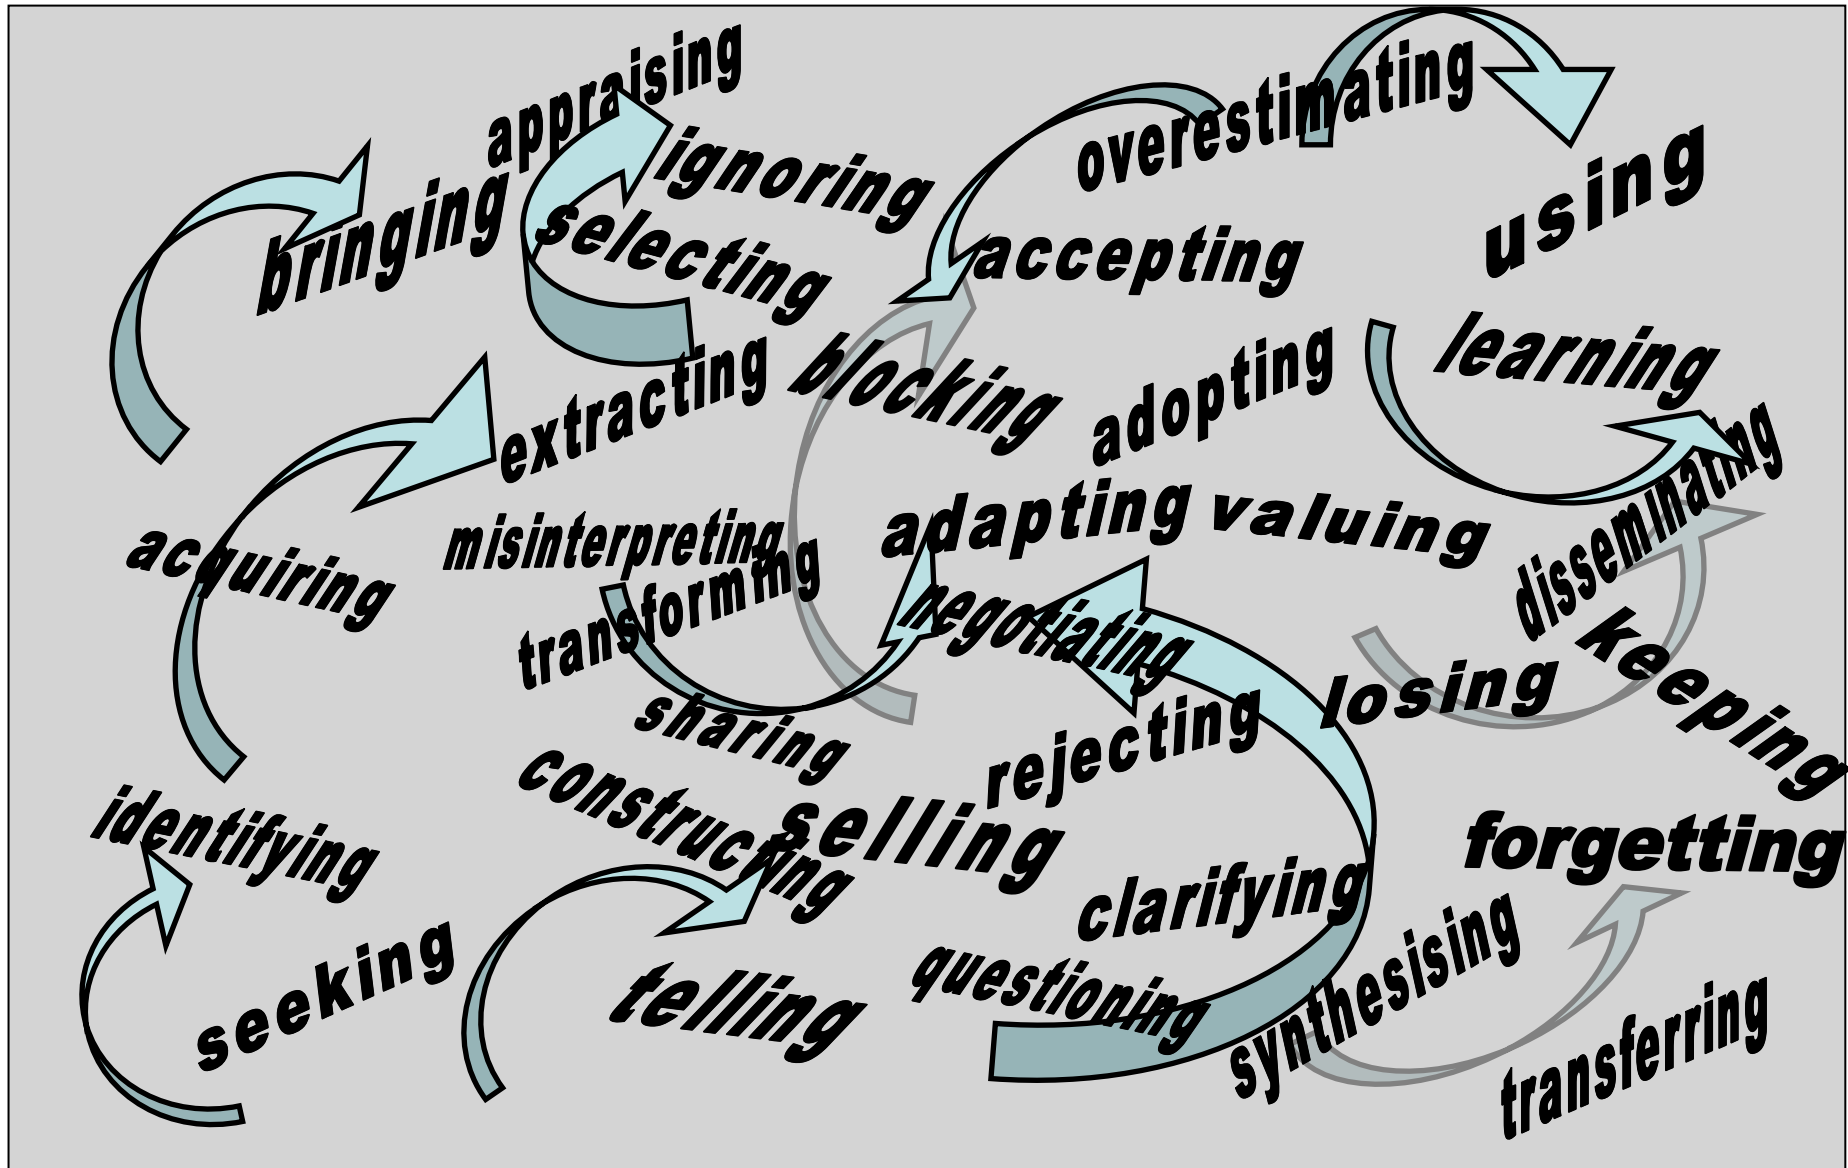 appraising
overestimating
ignoring
using
bringing
selecting
accepting
extracting
blocking
adopting
learning
acquiring
misinterpreting
adapting
valuing
disseminating
transforming
negotiating
keeping
sharing
rejecting
losing
identifying
constructing
selling
forgetting
clarifying
seeking
telling
questioning
synthesising
transferring